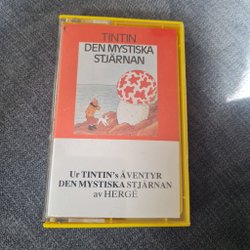 TINTIN
DEN MYSTISKA
STJÄRNAN
Ur TINTIN's ÄVENTYR
DEN MYSTISKA STJÄRNAN
av HERGÉ